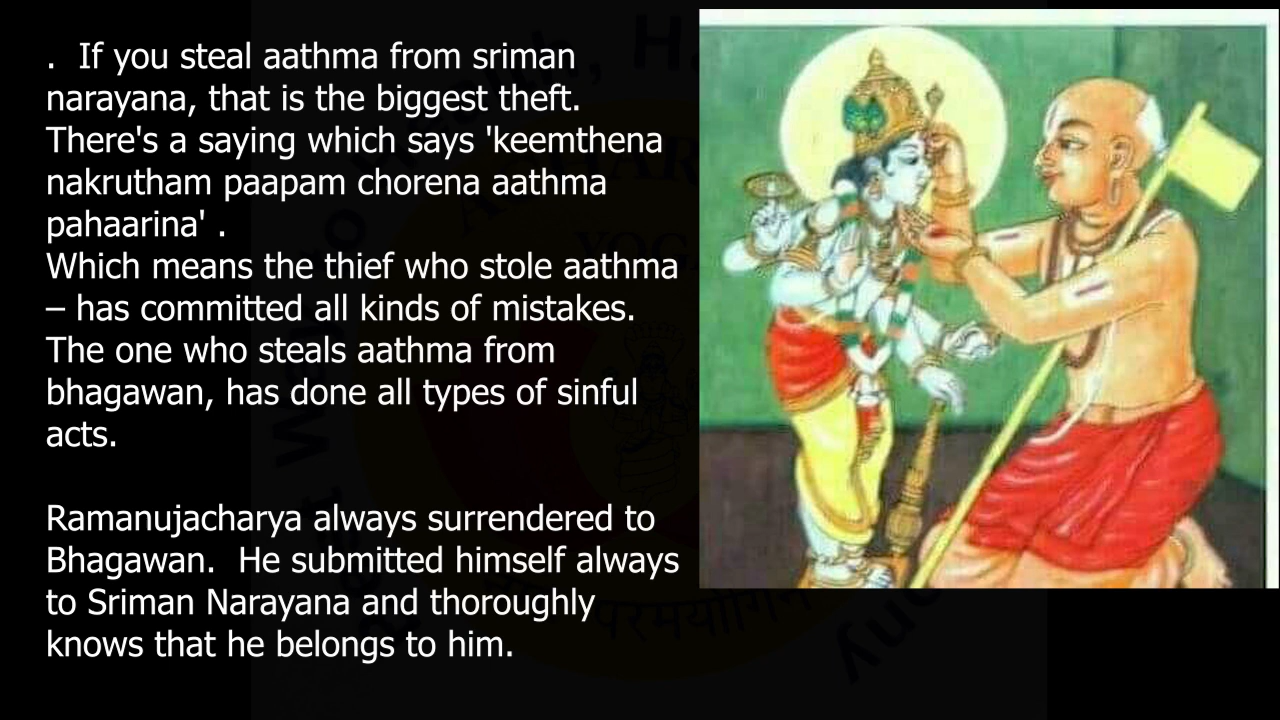 .  If you steal aathma from sriman
narayana, that is the biggest theft.
There's a saying which says 'keemthena
nakrutham paapam chorena aathma
pahaarina' .
Which means the thief who stole aathma
– has committed all kinds of mistakes.
The one who steals aathma from
bhagawan, has done all types of sinful
acts.
Ramanujacharya always surrendered to
Bhagawan.  He submitted himself always
to Sriman Narayana and thoroughly
knows that he belongs to him.